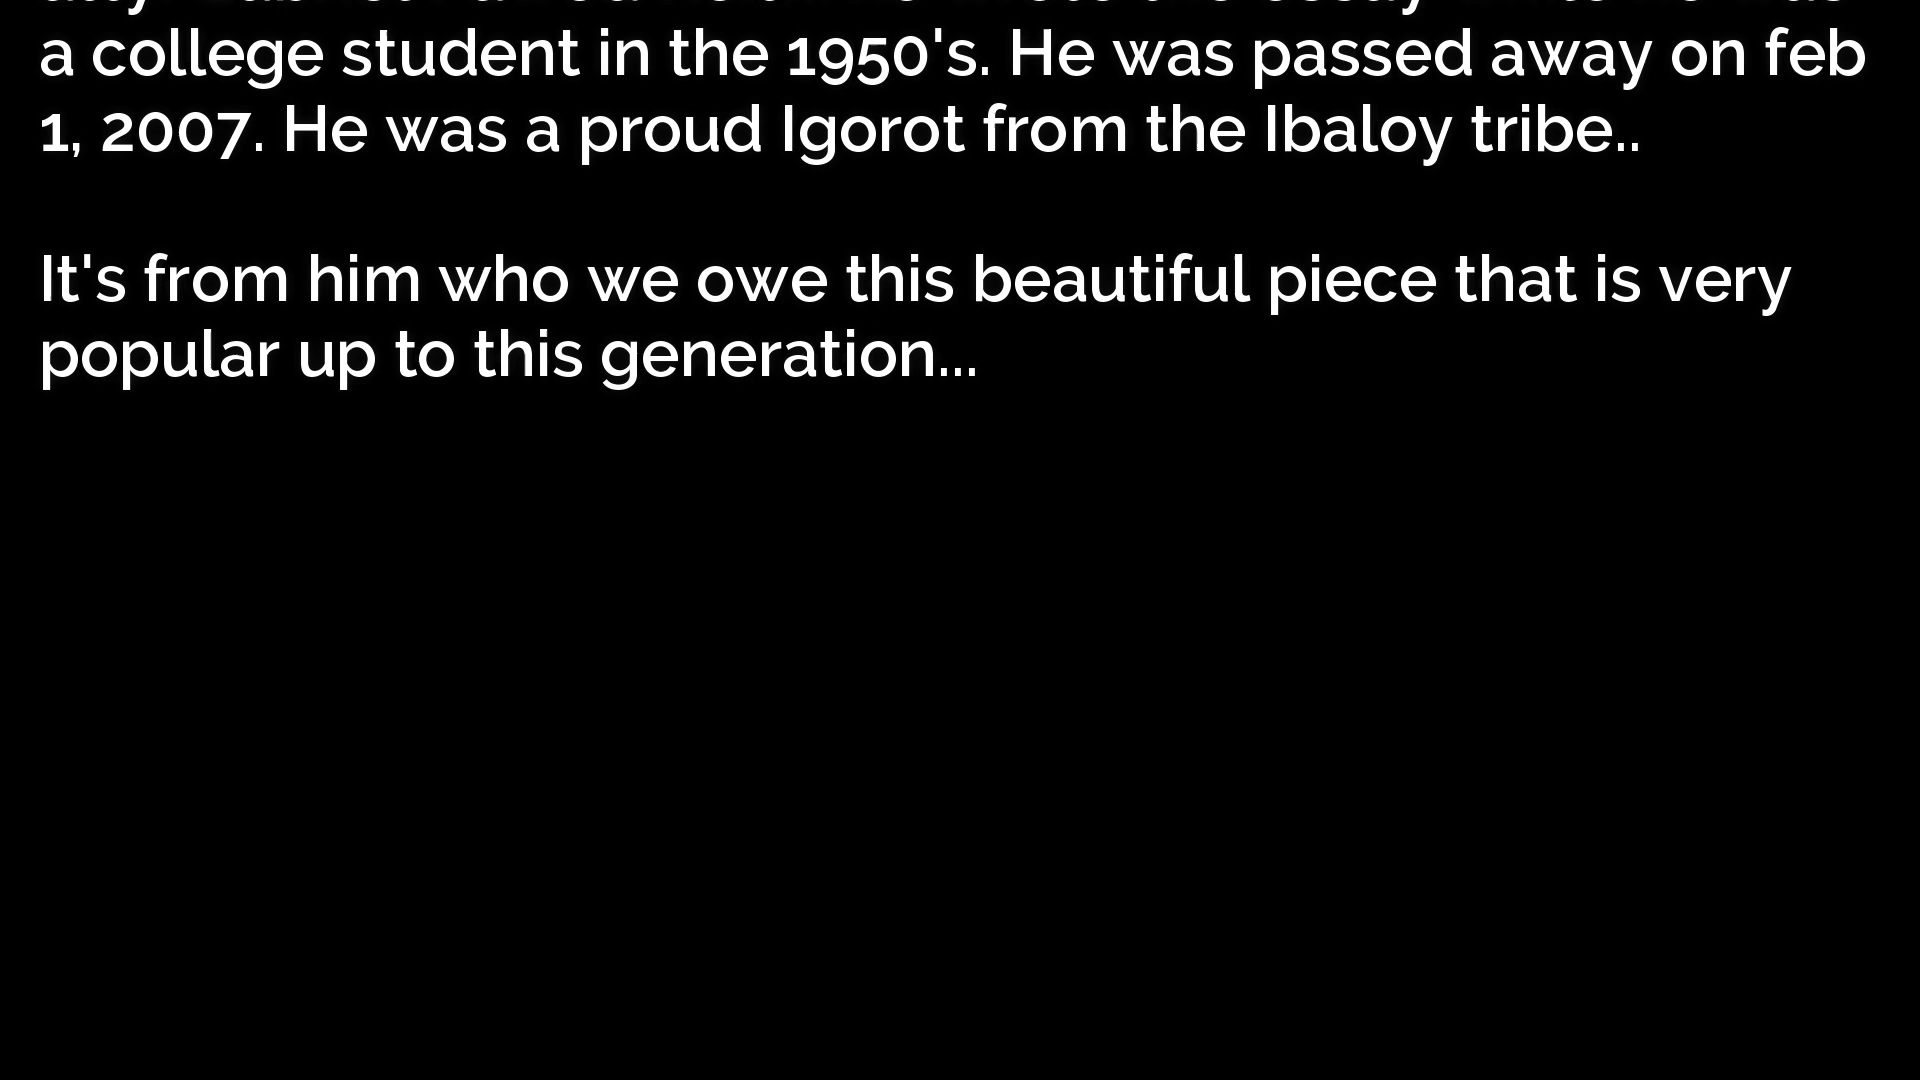 a college student in the 1950's. He was passed away on feb
1, 2007. He was a proud Igorot from the Ibaloy tribe..
It's from him who we owe this beautiful piece that is very
popular up to this generation...